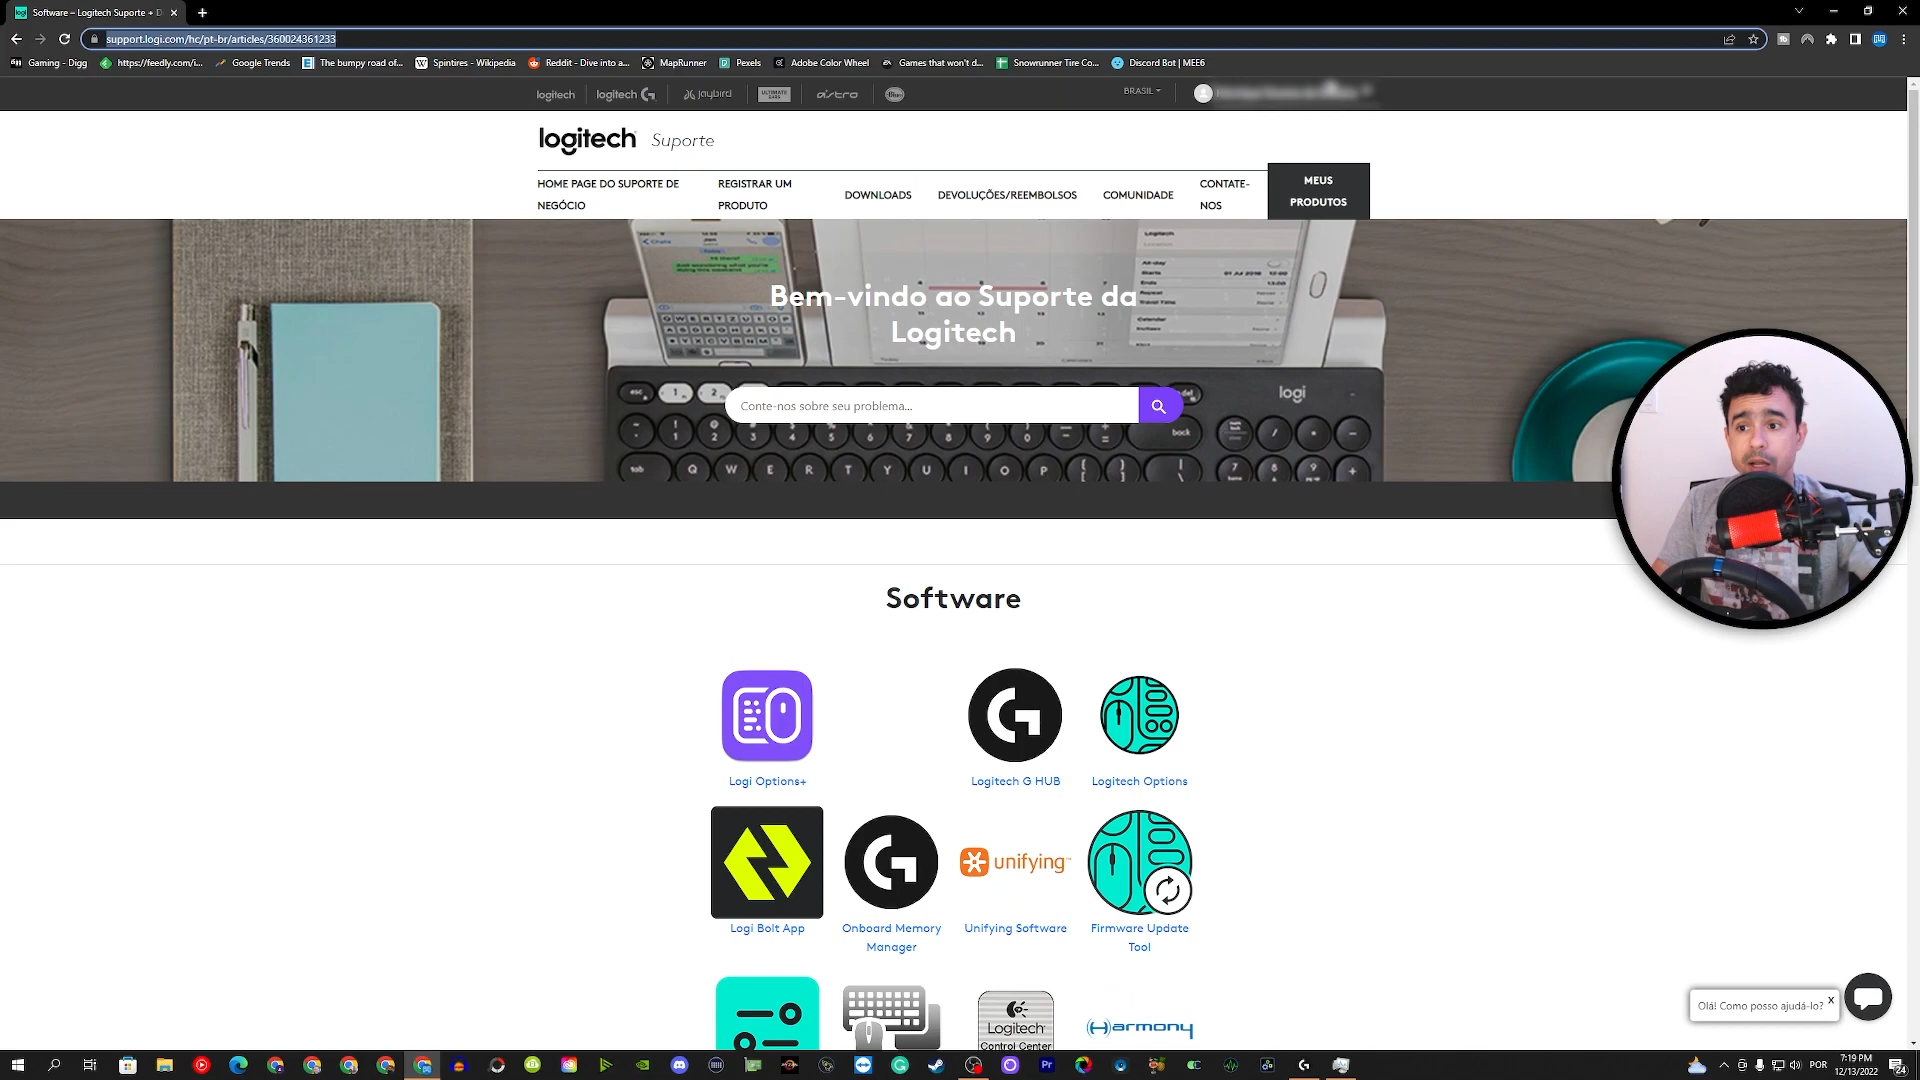 Software – Logitech Suporte + D
support.logi.com/hc/pt-br/articles/360024361233
Gaming - Digg
https://feedly.com/i...
Google Trends
The bumpy road of...
Spintires - Wikipedia
Reddit - Dive into a...
MapRunner
Pexels
Adobe Color Wheel
Games that won't d...
Snowrunner Tire Co...
Discord Bot | MEE6
logitech
logitech G
Jaybird
ULTIMATE EARS
ASTRO
Blue
BRASIL
logitech Suporte
HOME PAGE DO SUPORTE DE NEGÓCIO
REGISTRAR UM PRODUTO
DOWNLOADS
DEVOLUÇÕES/REEMBOLSOS
COMUNIDADE
CONTATE-NOS
MEUS PRODUTOS
Bem-vindo ao Suporte da
Logitech
Conte-nos sobre seu problema...
logi
Software
Logi Options+
Logitech G HUB
Logitech Options
unifying
Logi Bolt App
Onboard Memory
Manager
Unifying Software
Firmware Update
Tool
Logitech
Control Center
Harmony
Olá! Como posso ajudá-lo?
X
POR
7:19 PM
12/13/2022
24